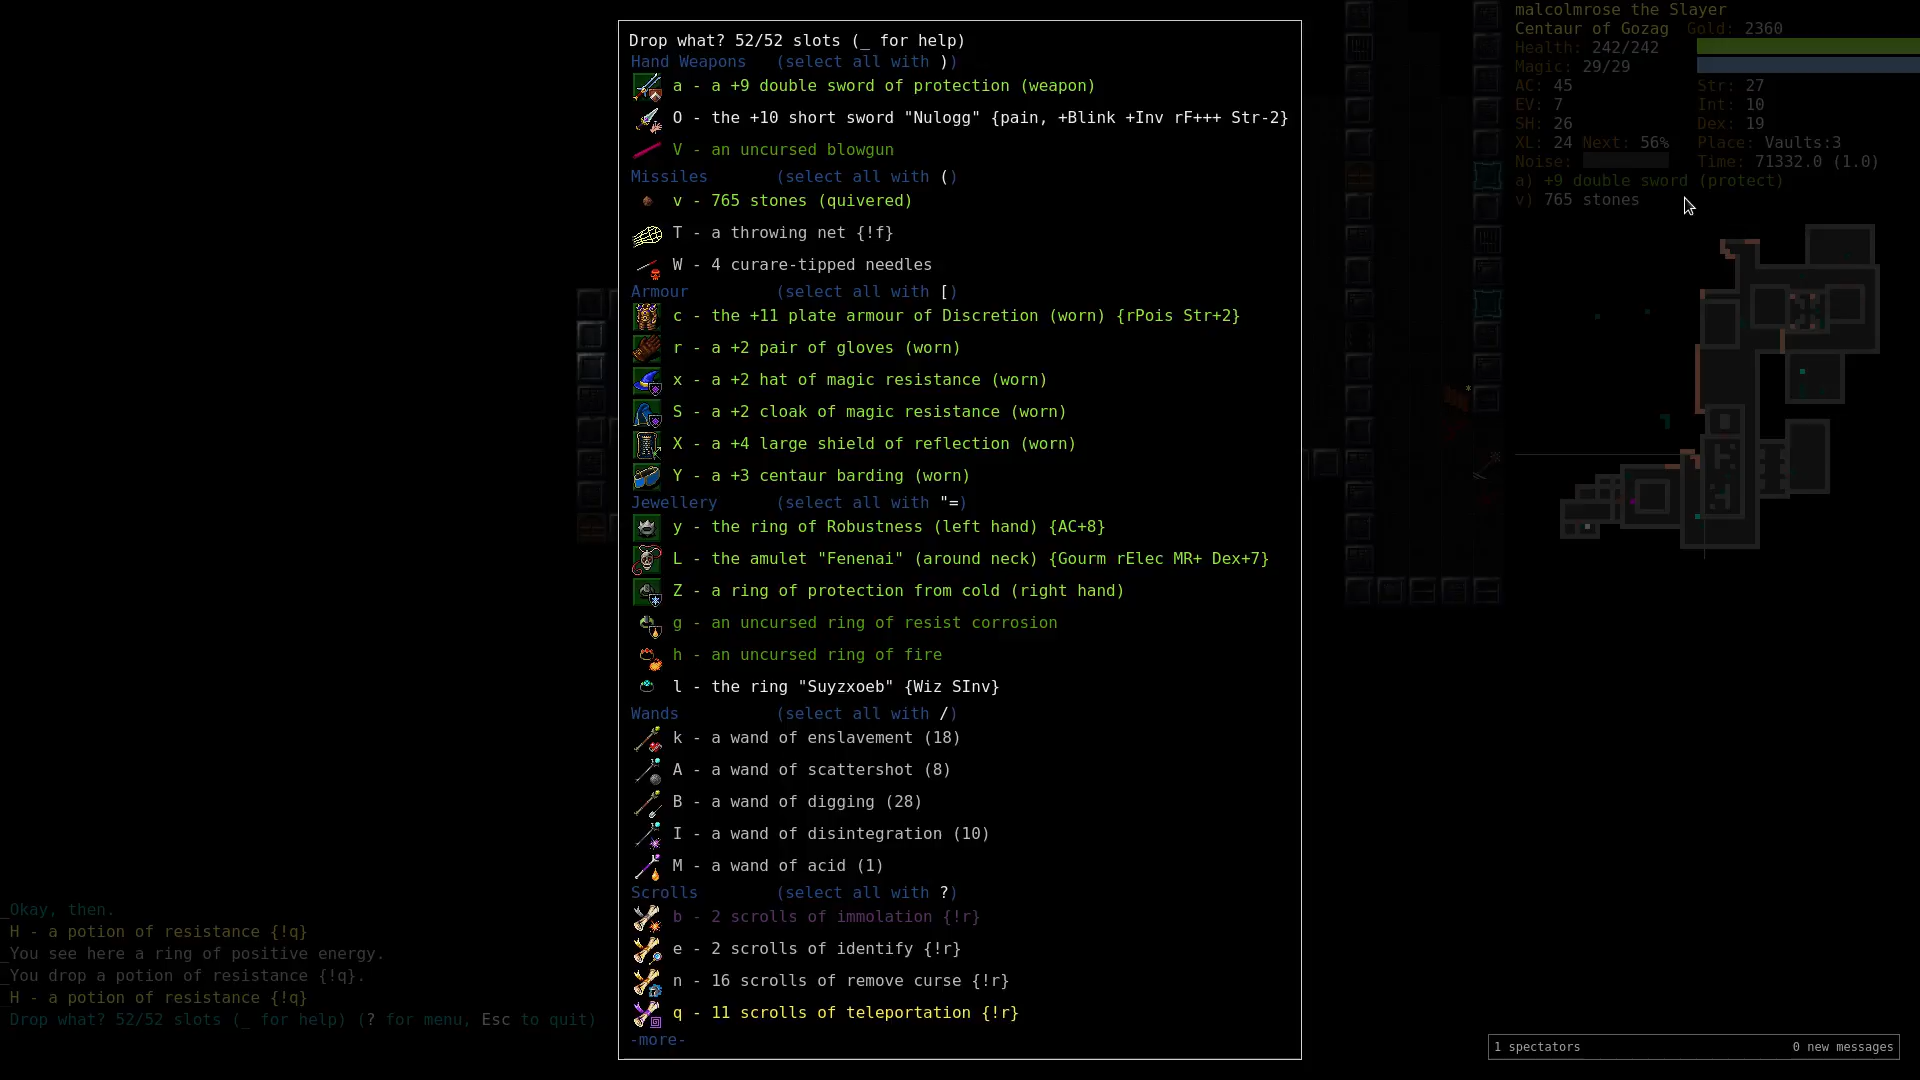 Drop what? 52/52 slots (_ for help)
Hand Weapons (select all with ))
a - a +9 double sword of protection (weapon)
O - the +10 short sword "Nulogg" {pain, +Blink +Inv rF+++ Str-2}
V - an uncursed blowgun
Missiles (select all with ()
v - 765 stones (quivered)
T - a throwing net {!f}
W - 4 curare-tipped needles
Armour (select all with [)
c - the +11 plate armour of Discretion (worn) {rPois Str+2}
r - a +2 pair of gloves (worn)
x - a +2 hat of magic resistance (worn)
S - a +2 cloak of magic resistance (worn)
X - a +4 large shield of reflection (worn)
Y - a +3 centaur barding (worn)
Jewellery (select all with "=)
y - the ring of Robustness (left hand) {AC+8}
L - the amulet "Fenenai" (around neck) {Gourm rElec MR+ Dex+7}
Z - a ring of protection from cold (right hand)
g - an uncursed ring of resist corrosion
h - an uncursed ring of fire
l - the ring "Suyzxoeb" {Wiz SInv}
Wands (select all with /)
k - a wand of enslavement (18)
A - a wand of scattershot (8)
B - a wand of digging (28)
I - a wand of disintegration (10)
M - a wand of acid (1)
Scrolls (select all with ?)
b - 2 scrolls of immolation {!r}
e - 2 scrolls of identify {!r}
n - 16 scrolls of remove curse {!r}
q - 11 scrolls of teleportation {!r}
-more-
malcolmrose the Slayer
Centaur of Gozag Gold: 2360
Health: 242/242
Magic: 29/29
AC: 45 Str: 27
EV: 7 Int: 10
SH: 26 Dex: 19
XL: 24 Next: 56% Place: Vaults:3
Noise: Time: 71332.0 (1.0)
a) +9 double sword (protect)
v) 765 stones
_Okay, then.
H - a potion of resistance {!q}
_You see here a ring of positive energy.
_You drop a potion of resistance {!q}.
H - a potion of resistance {!q}
Drop what? 52/52 slots (_ for help) (? for menu, Esc to quit)
1 spectators 0 new messages